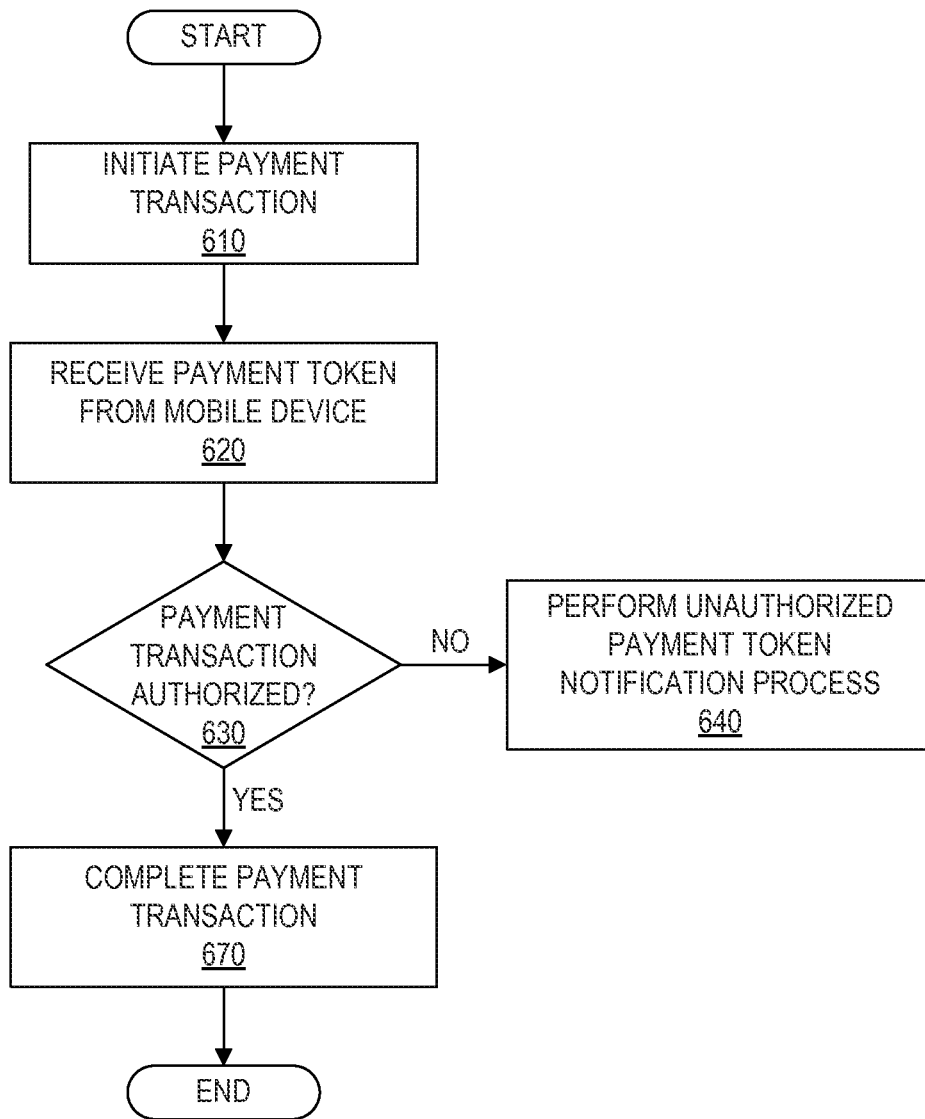 START
INITIATE PAYMENT
TRANSACTION
610
RECEIVE PAYMENT TOKEN
FROM MOBILE DEVICE
620
PAYMENT
TRANSACTION
AUTHORIZED?
630
NO
PERFORM UNAUTHORIZED
PAYMENT TOKEN
NOTIFICATION PROCESS
640
YES
COMPLETE PAYMENT
TRANSACTION
670
END